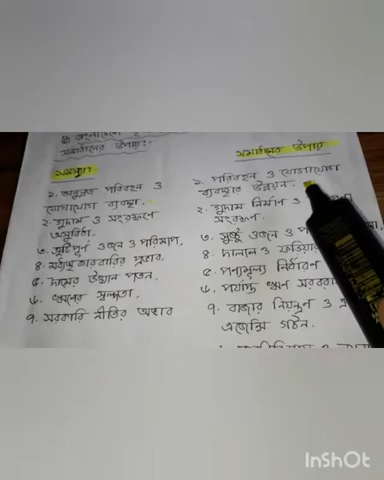 সমাধানের উপায়:
সমস্যা:
১. অনুন্নত পরিবহন ও
যোগাযোগ ব্যবস্থা.
২. গুদাম ও সংরক্ষণে
অসুবিধা.
৩. ত্রুটিপূর্ণ ওজন ও পরিমাপ,
৪. মধ্যস্থ কারবারির প্রভাব,
৫. দামের উত্থান পতন,
৬. ঋণের স্বল্পতা,
৭. সরকারি নীতির অভাব
সমাধানের উপায়
১. পরিবহন ও যোগাযোগ
ব্যবস্থার উন্নয়ন.
২. গুদাম নির্মাণ ও
সংরক্ষণ.
৩. সুষ্ঠু ওজন ও
৪. দালাল ও ফড়িয়া
৫. পণ্যমূল্য নির্ধারণ
৬. পর্যাপ্ত ঋণ
৭. বাজার নিয়ন্ত্রণ ও
এজেন্সি গঠন.
InShOt